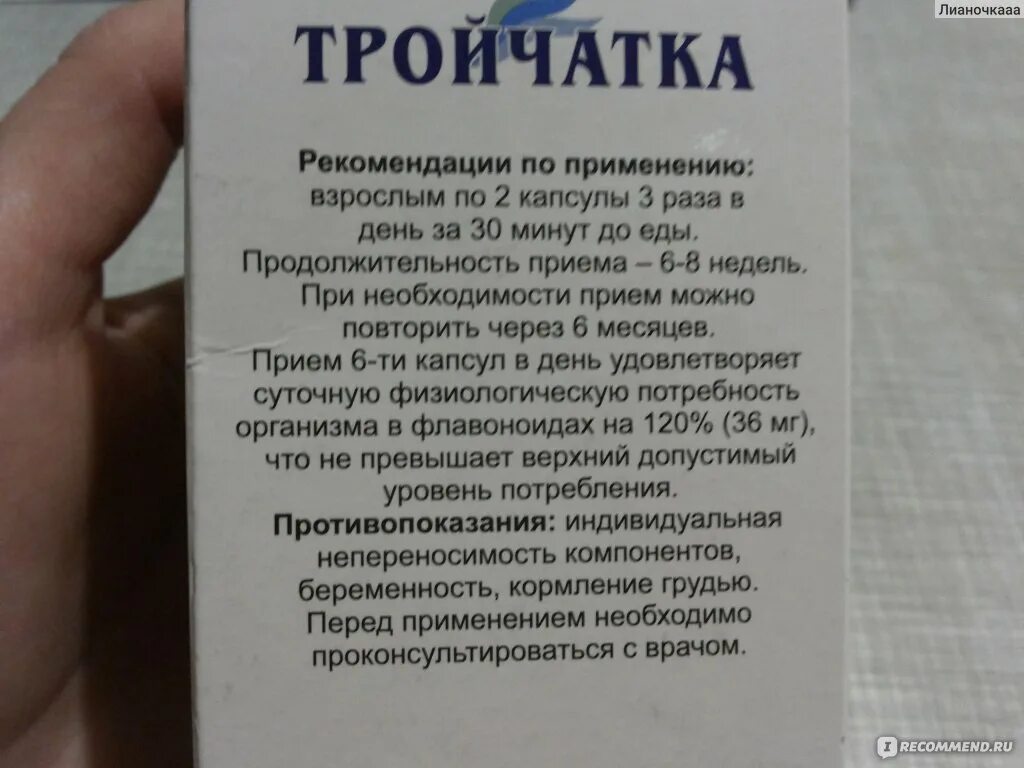 Лианочкааа
ТРОЙЧАТКА
Рекомендации по применению:
взрослым по 2 капсулы 3 раза в
день за 30 минут до еды.
Продолжительность приема – 6-8 недель.
При необходимости прием можно
повторить через 6 месяцев.
Прием 6-ти капсул в день удовлетворяет
суточную физиологическую потребность
организма в флавоноидах на 120% (36 мг),
что не превышает верхний допустимый
уровень потребления.
Противопоказания: индивидуальная
непереносимость компонентов,
беременность, кормление грудью.
Перед применением необходимо
проконсультироваться с врачом.
IRECOMMEND.RU